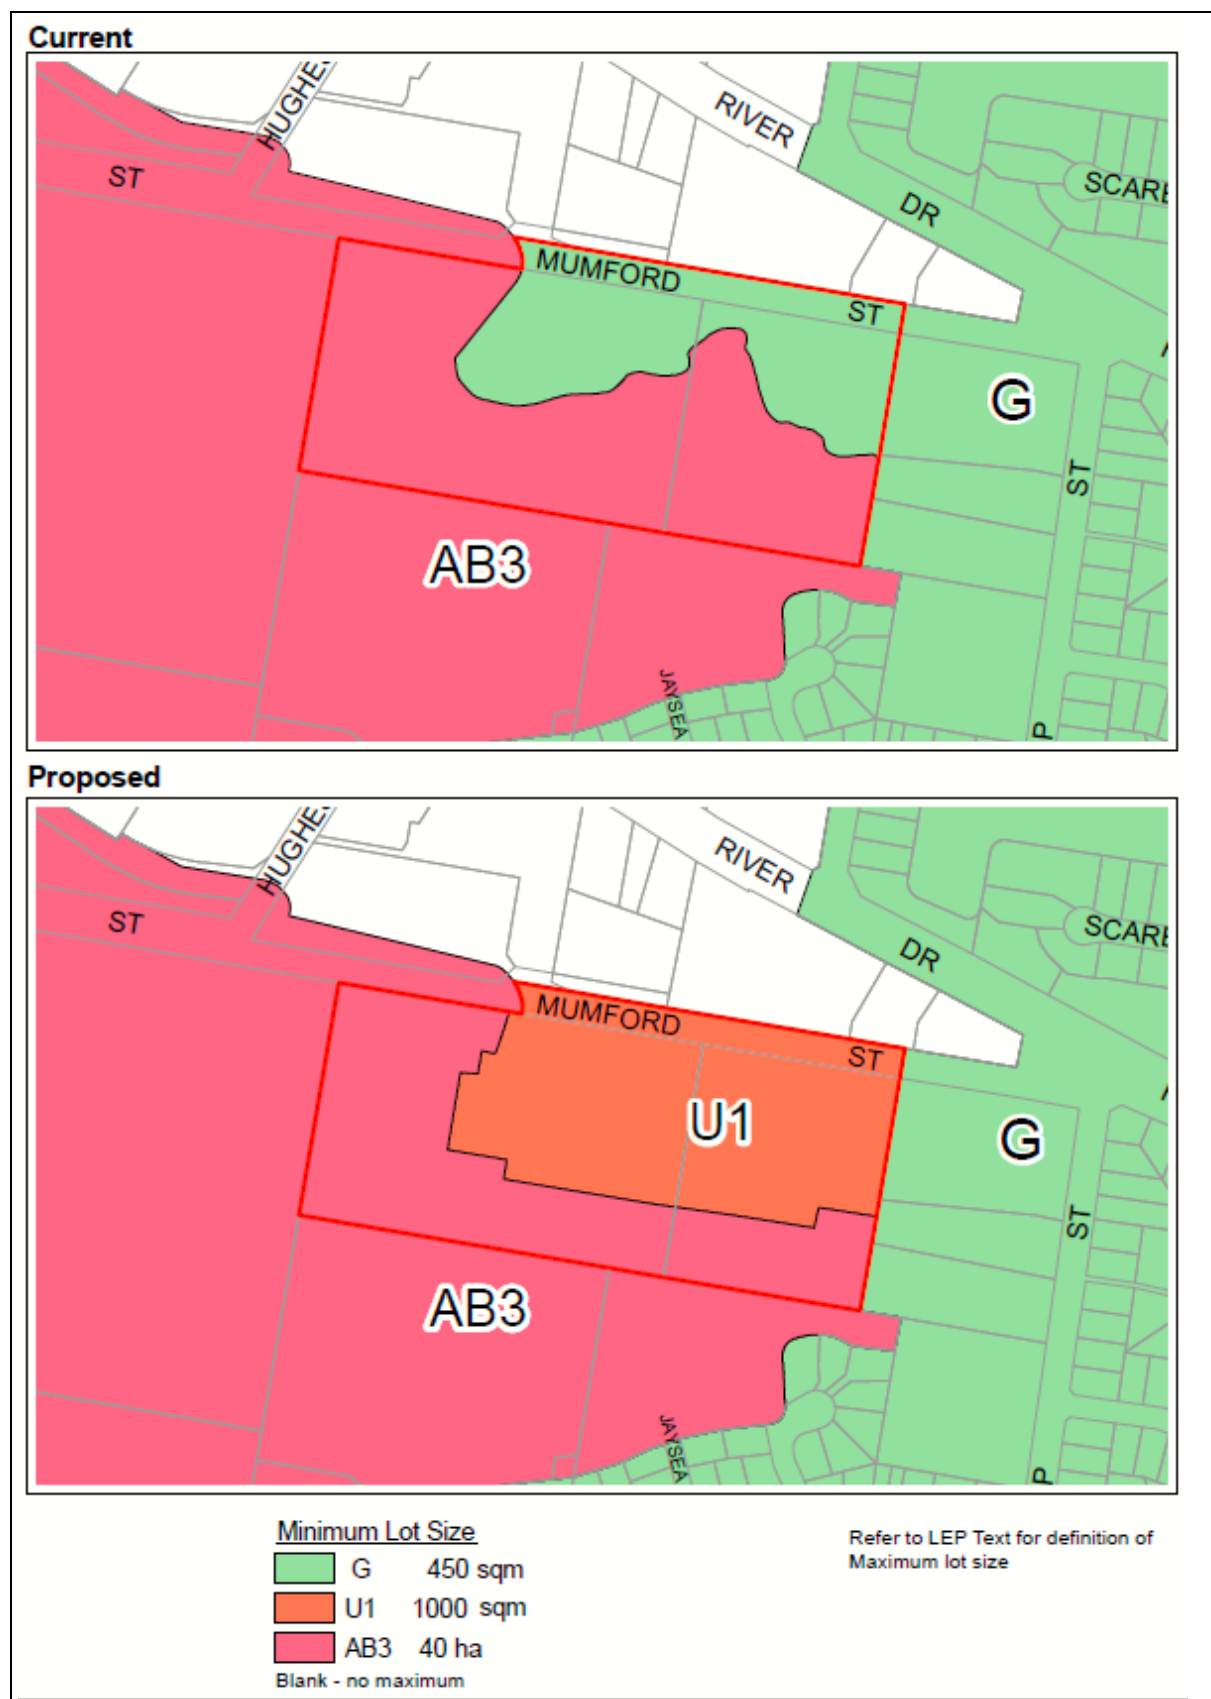 Current
HUGHES
RIVER
ST
SCARE
DR
MUMFORD
ST
G
ST
AB3
JAYSEA
P
Proposed
HUGHES
RIVER
ST
SCARE
DR
MUMFORD
ST
U1
G
ST
AB3
JAYSEA
P
Minimum Lot Size
G 450 sqm
U1 1000 sqm
AB3 40 ha
Blank - no maximum
Refer to LEP Text for definition of
Maximum lot size